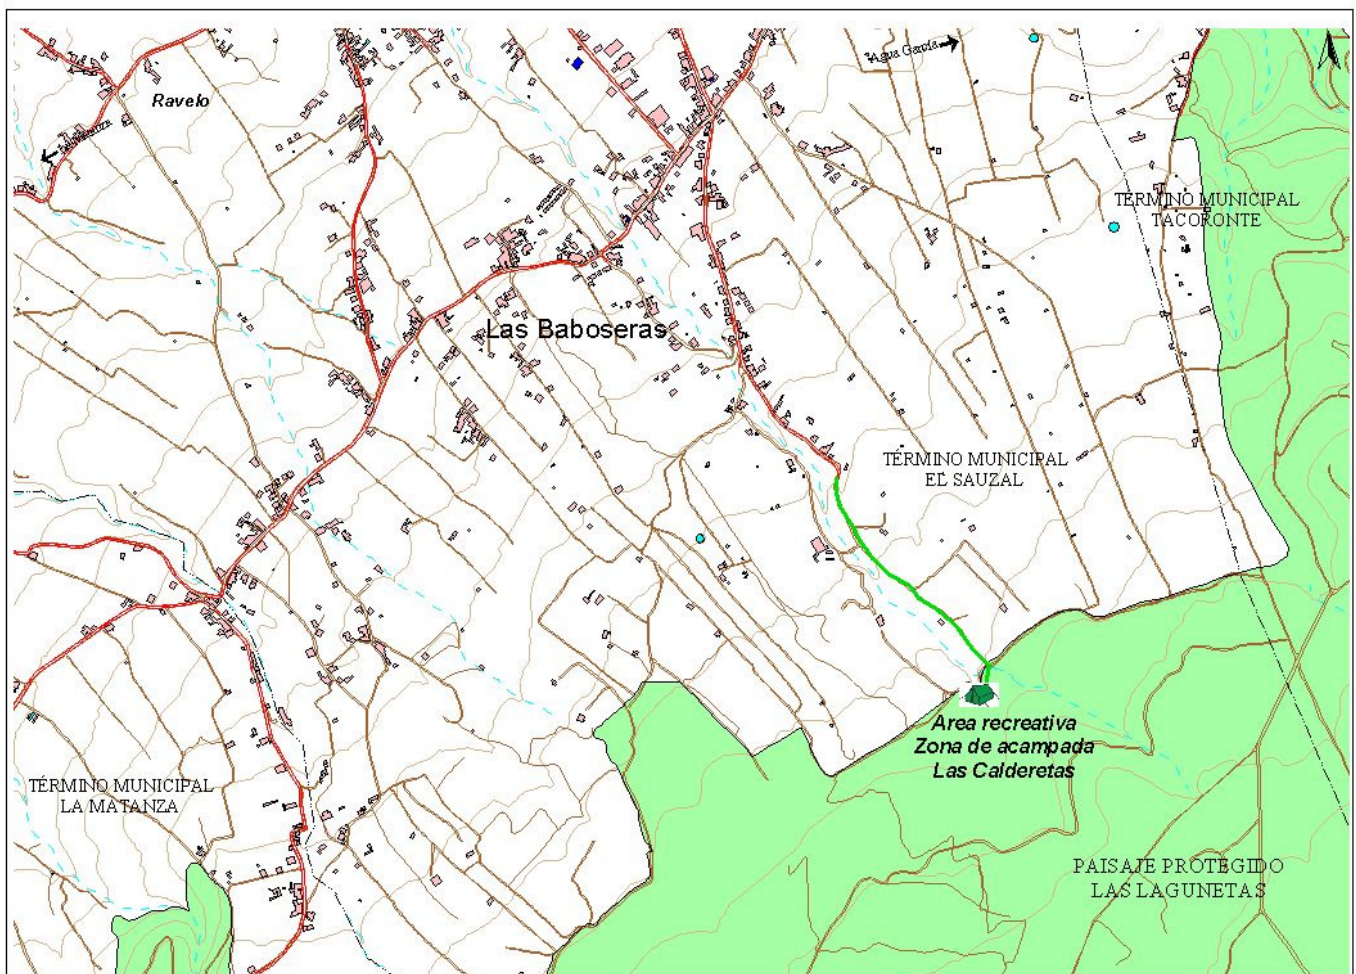 Agua García
Ravelo
TÉRMINO MUNICIPAL
TACORONTE
Las Baboseras
TÉRMINO MUNICIPAL
EL SAUZAL
Area recreativa
Zona de acampada
Las Calderetas
TÉRMINO MUNICIPAL
LA MATANZA
PAISAJE PROTEGIDO
LAS LAGUNETAS